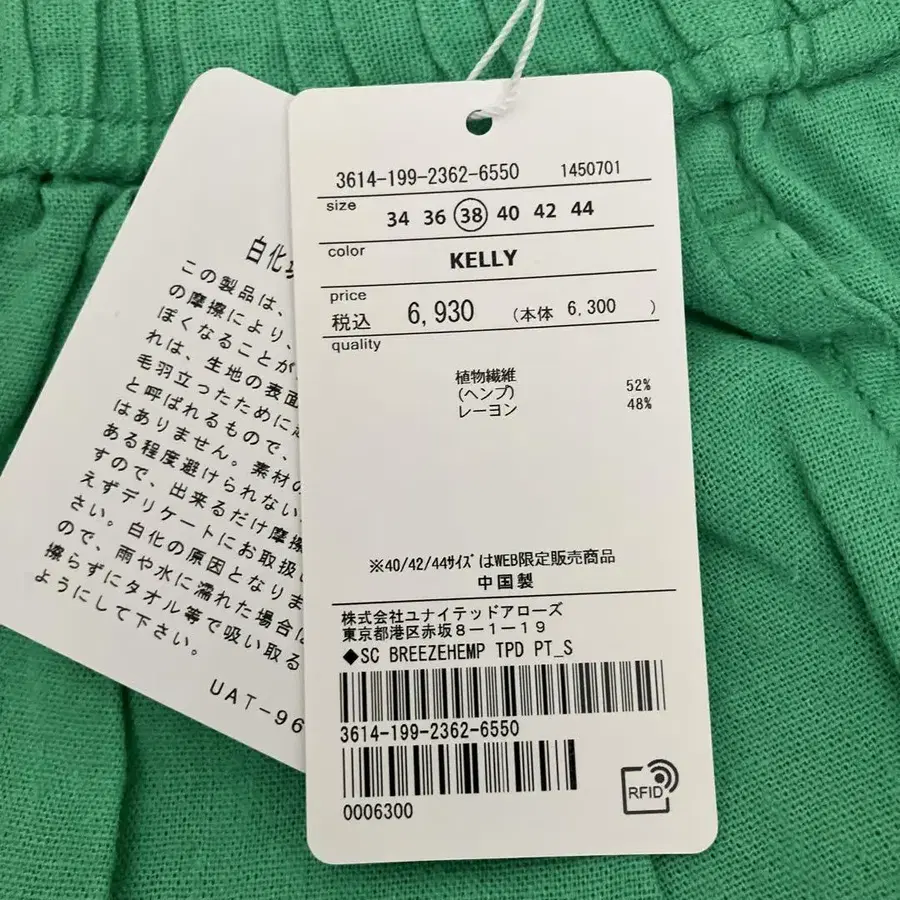 3614-199-2362-6550 1450701
size 34 36 38 40 42 44
color KELLY
price
税込 6,930 (本体 6,300 )
quality
植物繊維 52%
(ヘンプ)
レーヨン 48%
※40/42/44ｻｲｽﾞはWEB限定販売商品
中国製
株式会社ユナイテッドアローズ
東京都港区赤坂8-1-19
◆SC BREEZEHEMP TPD PT_S
3614-199-2362-6550
0006300
RFID
白化
この製品は、
の摩擦により、
ぽくなることが
れは、生地の表面
毛羽立ったために
と呼ばれるもので、
はありません。素材の
ある程度避けられない
すので、出来るだけ摩擦
えずデリケートにお取扱い
さい。白化の原因となりま
ので、雨や水に濡れた場合は
擦らずにタオル等で吸い取る
ようにして下さい。
UAT-96